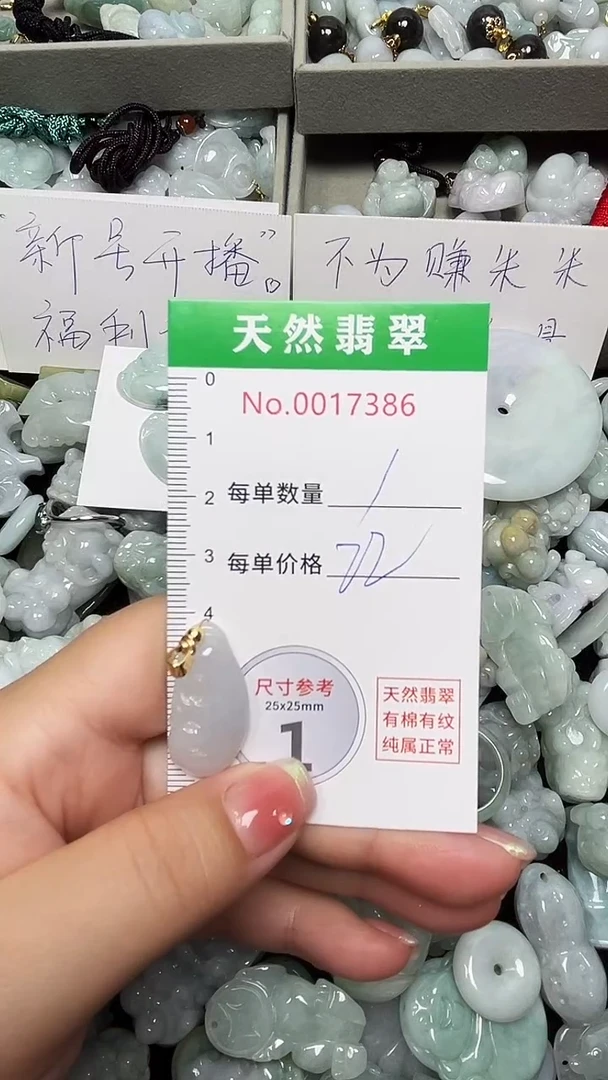 "新号开播"。
福利
不为赚米米
天然翡翠
No.0017386
0
1
2
3
4
每单数量 1
每单价格 72
尺寸参考
25x25mm
1
天然翡翠
有棉有纹
纯属正常